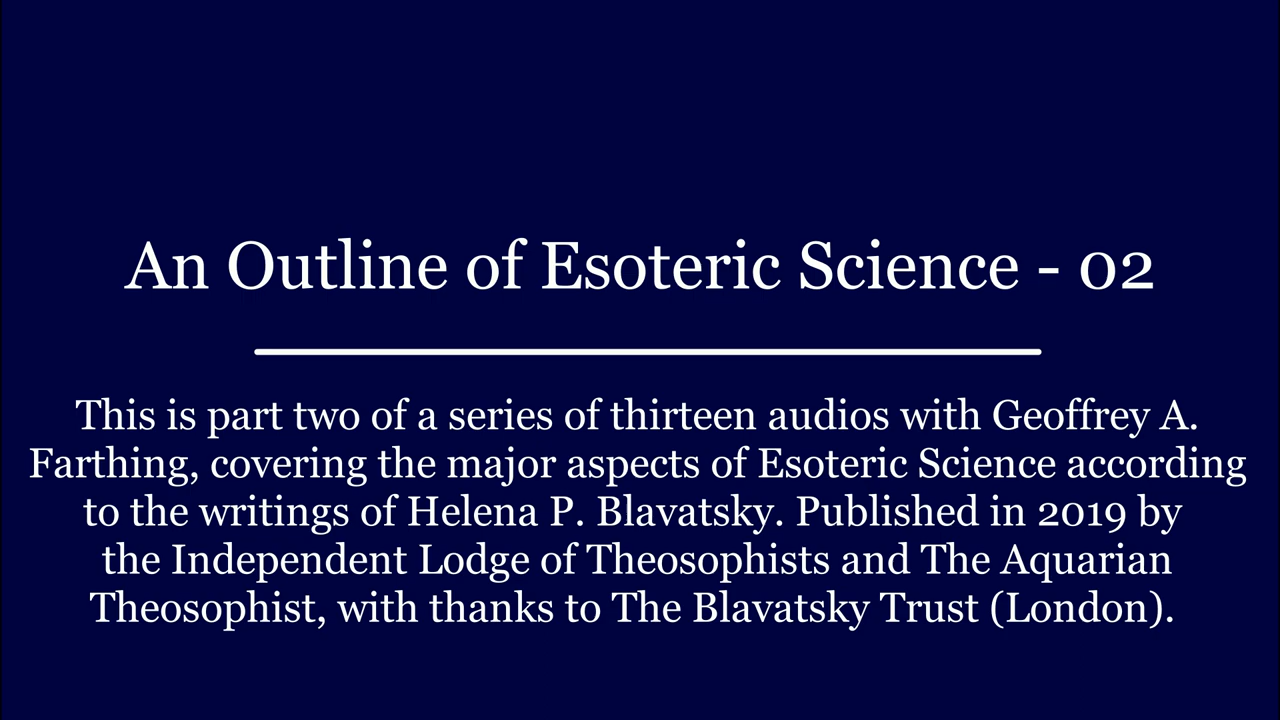 An Outline of Esoteric Science - 02
This is part two of a series of thirteen audios with Geoffrey A.
Farthing, covering the major aspects of Esoteric Science according
to the writings of Helena P. Blavatsky. Published in 2019 by
the Independent Lodge of Theosophists and The Aquarian
Theosophist, with thanks to The Blavatsky Trust (London).